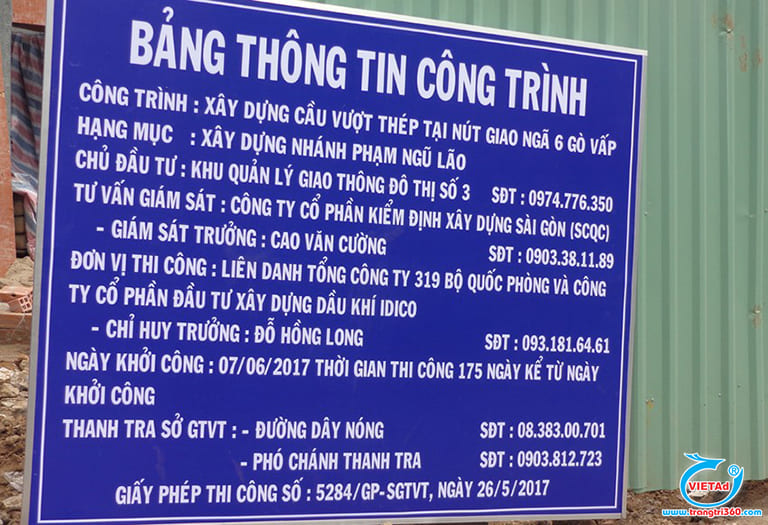 BẢNG THÔNG TIN CÔNG TRÌNH
CÔNG TRÌNH : XÂY DỰNG CẦU VƯỢT THÉP TẠI NÚT GIAO NGÃ 6 GÒ VẤP
HẠNG MỤC : XÂY DỰNG NHÁNH PHẠM NGŨ LÃO
CHỦ ĐẦU TƯ : KHU QUẢN LÝ GIAO THÔNG ĐÔ THỊ SỐ 3 SĐT : 0974.776.350
TƯ VẤN GIÁM SÁT : CÔNG TY CỔ PHẦN KIỂM ĐỊNH XÂY DỰNG SÀI GÒN (SCQC)
- GIÁM SÁT TRƯỞNG : CAO VĂN CƯỜNG SĐT : 0903.38.11.89
ĐƠN VỊ THI CÔNG : LIÊN DANH TỔNG CÔNG TY 319 BỘ QUỐC PHÒNG VÀ CÔNG
TY CỔ PHẦN ĐẦU TƯ XÂY DỰNG DẦU KHÍ IDICO
- CHỈ HUY TRƯỞNG : ĐỖ HỒNG LONG SĐT : 093.181.64.61
NGÀY KHỞI CÔNG : 07/06/2017 THỜI GIAN THI CÔNG 175 NGÀY KỂ TỪ NGÀY
KHỞI CÔNG
THANH TRA SỞ GTVT : - ĐƯỜNG DÂY NÓNG SĐT : 08.383.00.701
- PHÓ CHÁNH THANH TRA SĐT : 0903.812.723
GIẤY PHÉP THI CÔNG SỐ : 5284/GP-SGTVT, NGÀY 26/5/2017
VIETAd ®
www.trangtri360.com